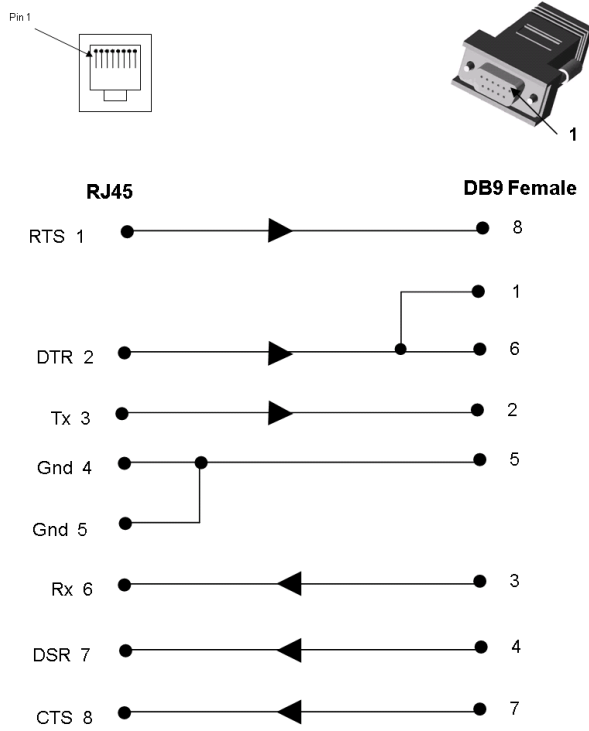 Pin 1
1
RJ45 DB9 Female
RTS 1 8
1
DTR 2 6
Tx 3 2
Gnd 4 5
Gnd 5
Rx 6 3
DSR 7 4
CTS 8 7